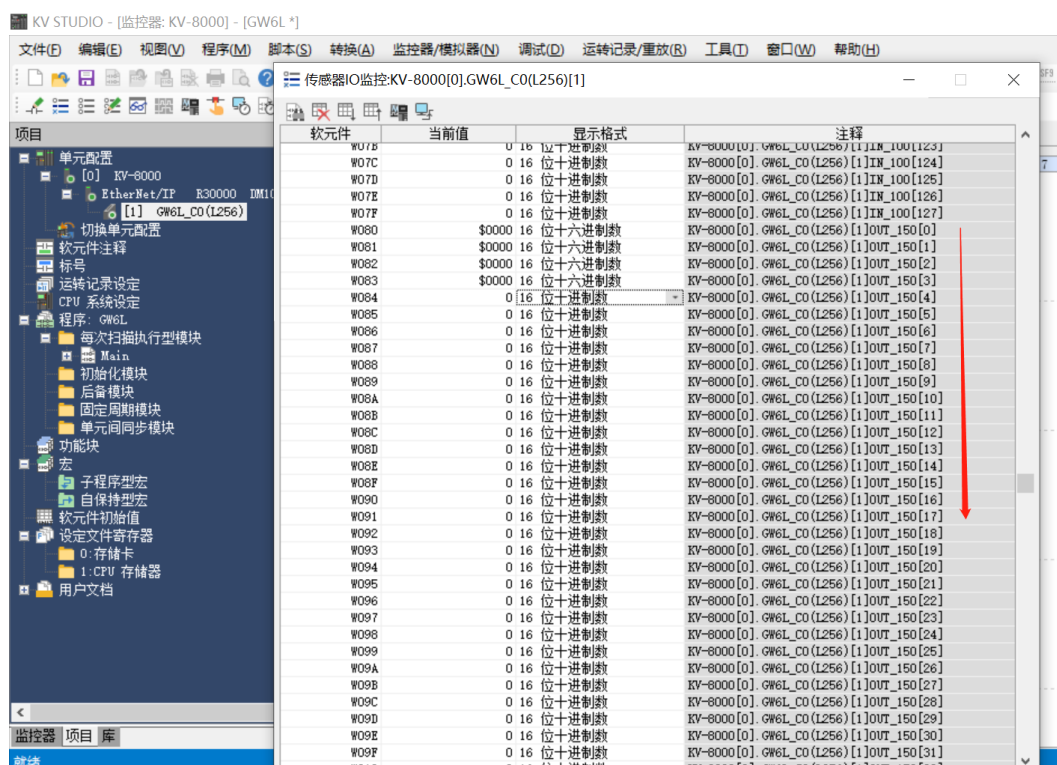 KV STUDIO - [监控器: KV-8000] - [GW6L *]
文件(F) 编辑(E) 视图(V) 程序(M) 脚本(S) 转换(A) 监控器/模拟器(N) 调试(D) 运转记录/重放(R) 工具(T) 窗口(W) 帮助(H)
传感器IO监控:KV-8000[0].GW6L_C0(L256)[1]
项目
单元配置
[0] KV-8000
EtherNet/IP R30000 DM10
[1] GW6L_C0(L256)
切换单元配置
软元件注释
标号
运转记录设定
CPU 系统设定
程序: GW6L
每次扫描执行型模块
Main
初始化模块
后备模块
固定周期模块
单元间同步模块
功能块
宏
子程序型宏
自保持型宏
软元件初始值
设定文件寄存器
0:存储卡
1:CPU 存储器
用户文档
监控器 项目 库
就绪
软元件 当前值 显示格式 注释
W07B 0 16 位十进制数 KV-8000[0].GW6L_C0(L256)[1]IN_100[123]
W07C 0 16 位十进制数 KV-8000[0].GW6L_C0(L256)[1]IN_100[124]
W07D 0 16 位十进制数 KV-8000[0].GW6L_C0(L256)[1]IN_100[125]
W07E 0 16 位十进制数 KV-8000[0].GW6L_C0(L256)[1]IN_100[126]
W07F 0 16 位十进制数 KV-8000[0].GW6L_C0(L256)[1]IN_100[127]
W080 $0000 16 位十六进制数 KV-8000[0].GW6L_C0(L256)[1]OUT_150[0]
W081 $0000 16 位十六进制数 KV-8000[0].GW6L_C0(L256)[1]OUT_150[1]
W082 $0000 16 位十六进制数 KV-8000[0].GW6L_C0(L256)[1]OUT_150[2]
W083 $0000 16 位十六进制数 KV-8000[0].GW6L_C0(L256)[1]OUT_150[3]
W084 0 16 位十进制数 KV-8000[0].GW6L_C0(L256)[1]OUT_150[4]
W085 0 16 位十进制数 KV-8000[0].GW6L_C0(L256)[1]OUT_150[5]
W086 0 16 位十进制数 KV-8000[0].GW6L_C0(L256)[1]OUT_150[6]
W087 0 16 位十进制数 KV-8000[0].GW6L_C0(L256)[1]OUT_150[7]
W088 0 16 位十进制数 KV-8000[0].GW6L_C0(L256)[1]OUT_150[8]
W089 0 16 位十进制数 KV-8000[0].GW6L_C0(L256)[1]OUT_150[9]
W08A 0 16 位十进制数 KV-8000[0].GW6L_C0(L256)[1]OUT_150[10]
W08B 0 16 位十进制数 KV-8000[0].GW6L_C0(L256)[1]OUT_150[11]
W08C 0 16 位十进制数 KV-8000[0].GW6L_C0(L256)[1]OUT_150[12]
W08D 0 16 位十进制数 KV-8000[0].GW6L_C0(L256)[1]OUT_150[13]
W08E 0 16 位十进制数 KV-8000[0].GW6L_C0(L256)[1]OUT_150[14]
W08F 0 16 位十进制数 KV-8000[0].GW6L_C0(L256)[1]OUT_150[15]
W090 0 16 位十进制数 KV-8000[0].GW6L_C0(L256)[1]OUT_150[16]
W091 0 16 位十进制数 KV-8000[0].GW6L_C0(L256)[1]OUT_150[17]
W092 0 16 位十进制数 KV-8000[0].GW6L_C0(L256)[1]OUT_150[18]
W093 0 16 位十进制数 KV-8000[0].GW6L_C0(L256)[1]OUT_150[19]
W094 0 16 位十进制数 KV-8000[0].GW6L_C0(L256)[1]OUT_150[20]
W095 0 16 位十进制数 KV-8000[0].GW6L_C0(L256)[1]OUT_150[21]
W096 0 16 位十进制数 KV-8000[0].GW6L_C0(L256)[1]OUT_150[22]
W097 0 16 位十进制数 KV-8000[0].GW6L_C0(L256)[1]OUT_150[23]
W098 0 16 位十进制数 KV-8000[0].GW6L_C0(L256)[1]OUT_150[24]
W099 0 16 位十进制数 KV-8000[0].GW6L_C0(L256)[1]OUT_150[25]
W09A 0 16 位十进制数 KV-8000[0].GW6L_C0(L256)[1]OUT_150[26]
W09B 0 16 位十进制数 KV-8000[0].GW6L_C0(L256)[1]OUT_150[27]
W09C 0 16 位十进制数 KV-8000[0].GW6L_C0(L256)[1]OUT_150[28]
W09D 0 16 位十进制数 KV-8000[0].GW6L_C0(L256)[1]OUT_150[29]
W09E 0 16 位十进制数 KV-8000[0].GW6L_C0(L256)[1]OUT_150[30]
W09F 0 16 位十进制数 KV-8000[0].GW6L_C0(L256)[1]OUT_150[31]
SF9
7